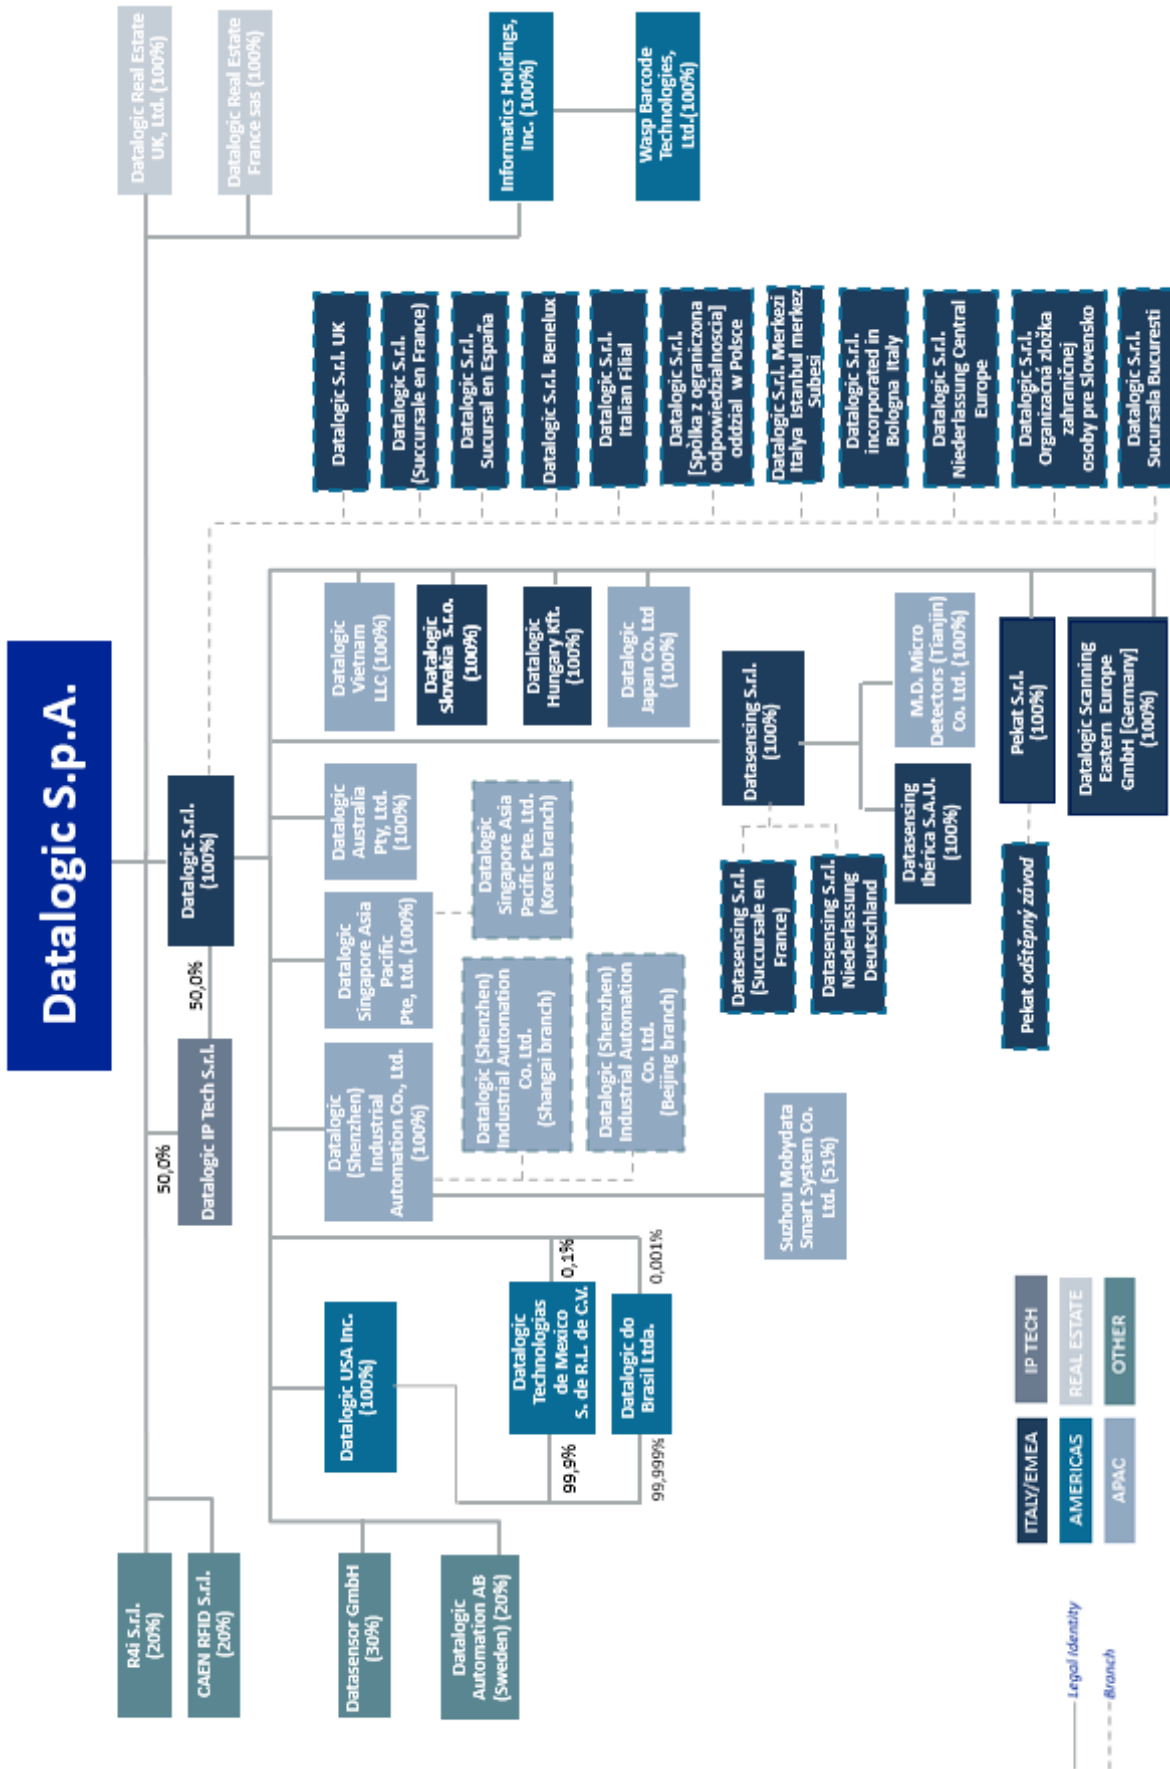 Datalogic S.p.A.
Datalogic Real Estate
UK, Ltd. (100%)
Datalogic Real Estate
France sas (100%)
Informatics Holdings,
Inc. (100%)
Wasp Barcode
Technologies,
Ltd.(100%)
R4i S.r.l.
(20%)
CAEN RFID S.r.l.
(20%)
50,0%
Datalogic IP Tech S.r.l.
50,0%
Datalogic S.r.l.
(100%)
Datasensor GmbH
(30%)
Datalogic
Automation AB
(Sweden) (20%)
Datalogic USA Inc.
(100%)
Datalogic
Technologias
de Mexico
S. de R.L. de C.V.
99,9%
0,1%
Datalogic do
Brasil Ltda.
99,999%
0,001%
Datalogic
(Shenzhen)
Industrial
Automation Co., Ltd.
(100%)
Datalogic (Shenzhen)
Industrial Automation
Co. Ltd.
(Shangai branch)
Datalogic (Shenzhen)
Industrial Automation
Co. Ltd.
(Beijing branch)
Suzhou Mobydata
Smart System Co.
Ltd. (51%)
Datalogic
Singapore Asia
Pacific
Pte, Ltd. (100%)
Datalogic
Singapore Asia
Pacific Pte. Ltd.
(Korea branch)
Datalogic
Australia
Pty, Ltd.
(100%)
Datalogic
Vietnam
LLC (100%)
Datalogic
Slovakia s.r.o.
(100%)
Datalogic
Hungary Kft.
(100%)
Datalogic
Japan Co. Ltd
(100%)
Datasensing S.r.l.
(100%)
Datasensing S.r.l.
(Succursale en
France)
Datasensing S.r.l.
Niederlassung
Deutschland
Datasensing
Ibérica S.A.U.
(100%)
M.D. Micro
Detectors (Tianjin)
Co. Ltd. (100%)
Pekat S.r.l.
(100%)
Pekat odštěpný závod
Datalogic Scanning
Eastern Europe
GmbH [Germany]
(100%)
Datalogic S.r.l. UK
Datalogic S.r.l.
(Succursale en France)
Datalogic S.r.l.
Sucursal en España
Datalogic S.r.l. Benelux
Datalogic S.r.l.
Italian Filial
Datalogic S.r.l.
[Spòlka z ograniczona
odpowiedzialnoscia]
oddzial w Polsce
Datalogic S.r.l. Merkezi
Italya Istanbul merkez
Subesi
Datalogic S.r.l.
incorporated in
Bologna Italy
Datalogic S.r.l.
Niederlassung Central
Europe
Datalogic S.r.l.
Organizačná zložka
zahraničnej
osoby pre Slowensko
Datalogic S.r.l.
Sucursala Bucuresti
Legal Identity
Branch
ITALY/EMEA
IP TECH
AMERICAS
REAL ESTATE
APAC
OTHER